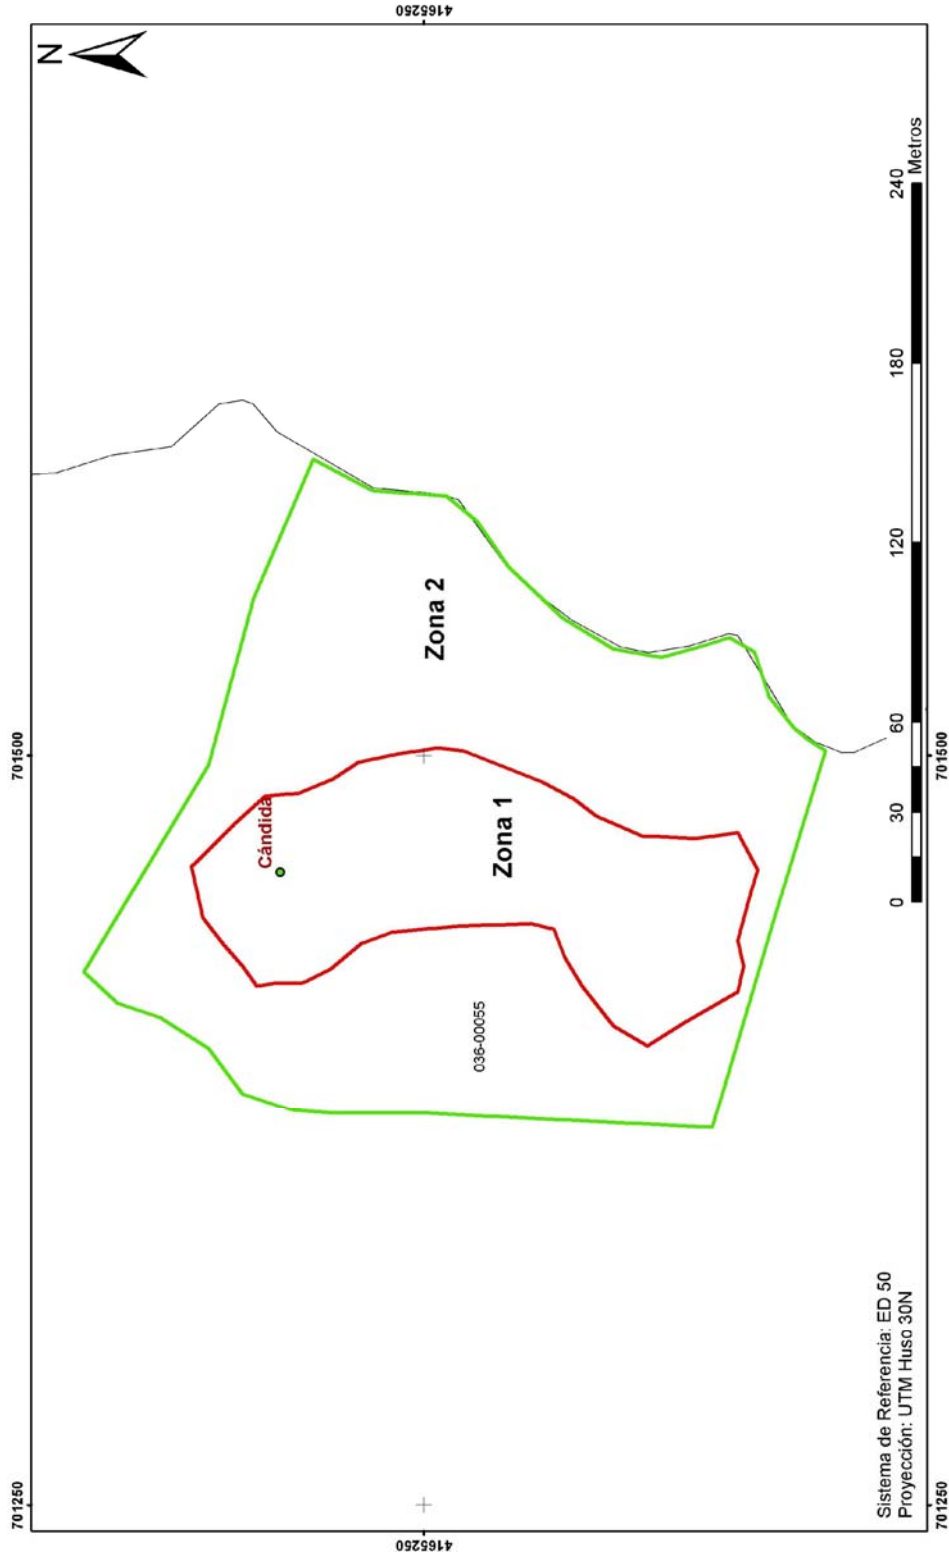 701250
701500
N
4165250
4165250
Cándida
Zona 1
Zona 2
036-00055
Sistema de Referencia: ED 50
Proyección: UTM Huso 30N
0 30 60 120 180 240
Metros
701250
701500